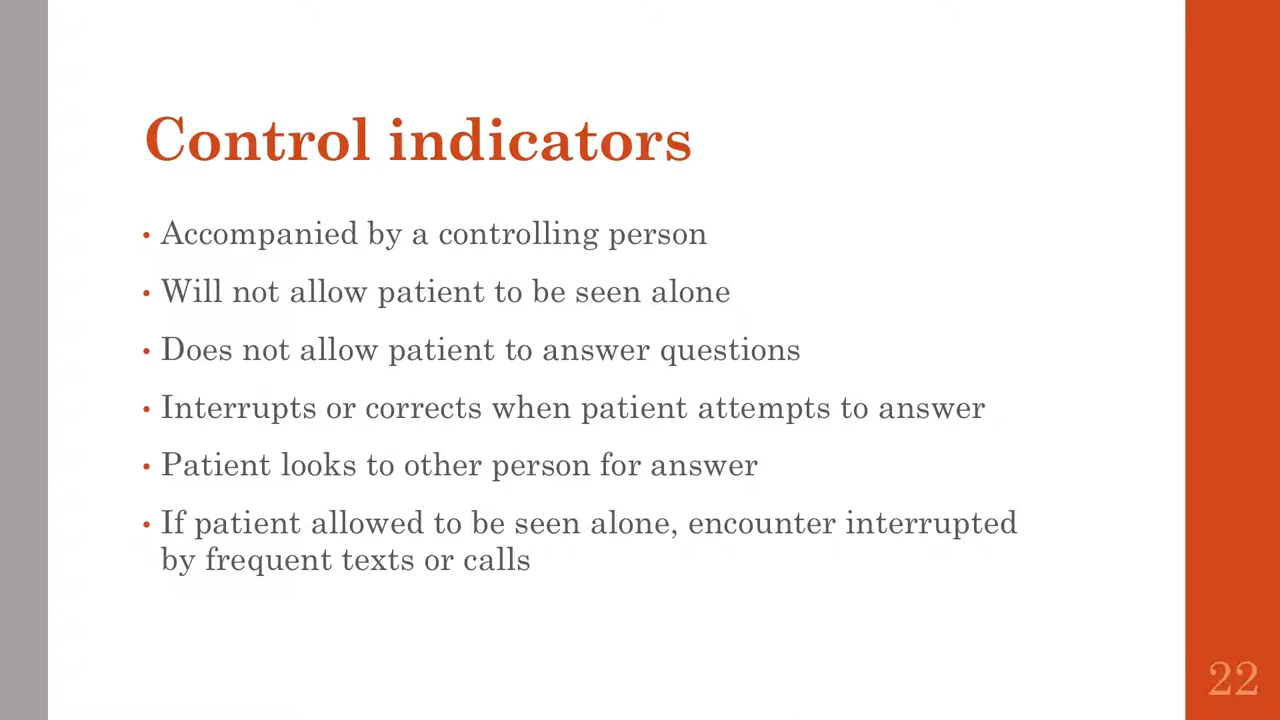 Control indicators
• Accompanied by a controlling person
• Will not allow patient to be seen alone
• Does not allow patient to answer questions
• Interrupts or corrects when patient attempts to answer
• Patient looks to other person for answer
• If patient allowed to be seen alone, encounter interrupted
by frequent texts or calls
22